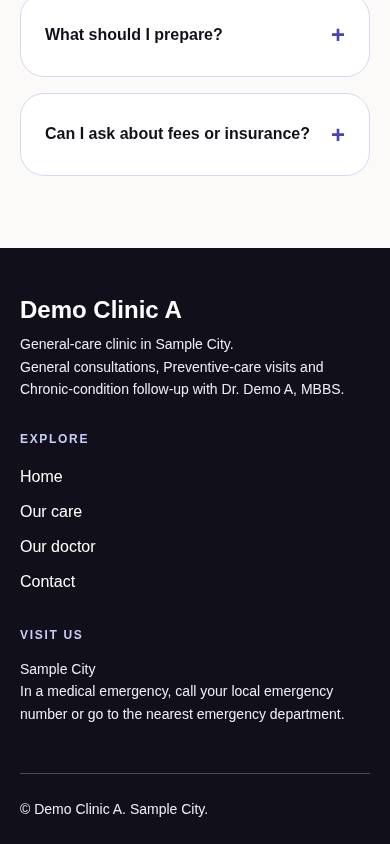 What should I prepare?
+
Can I ask about fees or insurance?
+
Demo Clinic A
General-care clinic in Sample City.
General consultations, Preventive-care visits and
Chronic-condition follow-up with Dr. Demo A, MBBS.
EXPLORE
Home
Our care
Our doctor
Contact
VISIT US
Sample City
In a medical emergency, call your local emergency
number or go to the nearest emergency department.
© Demo Clinic A. Sample City.